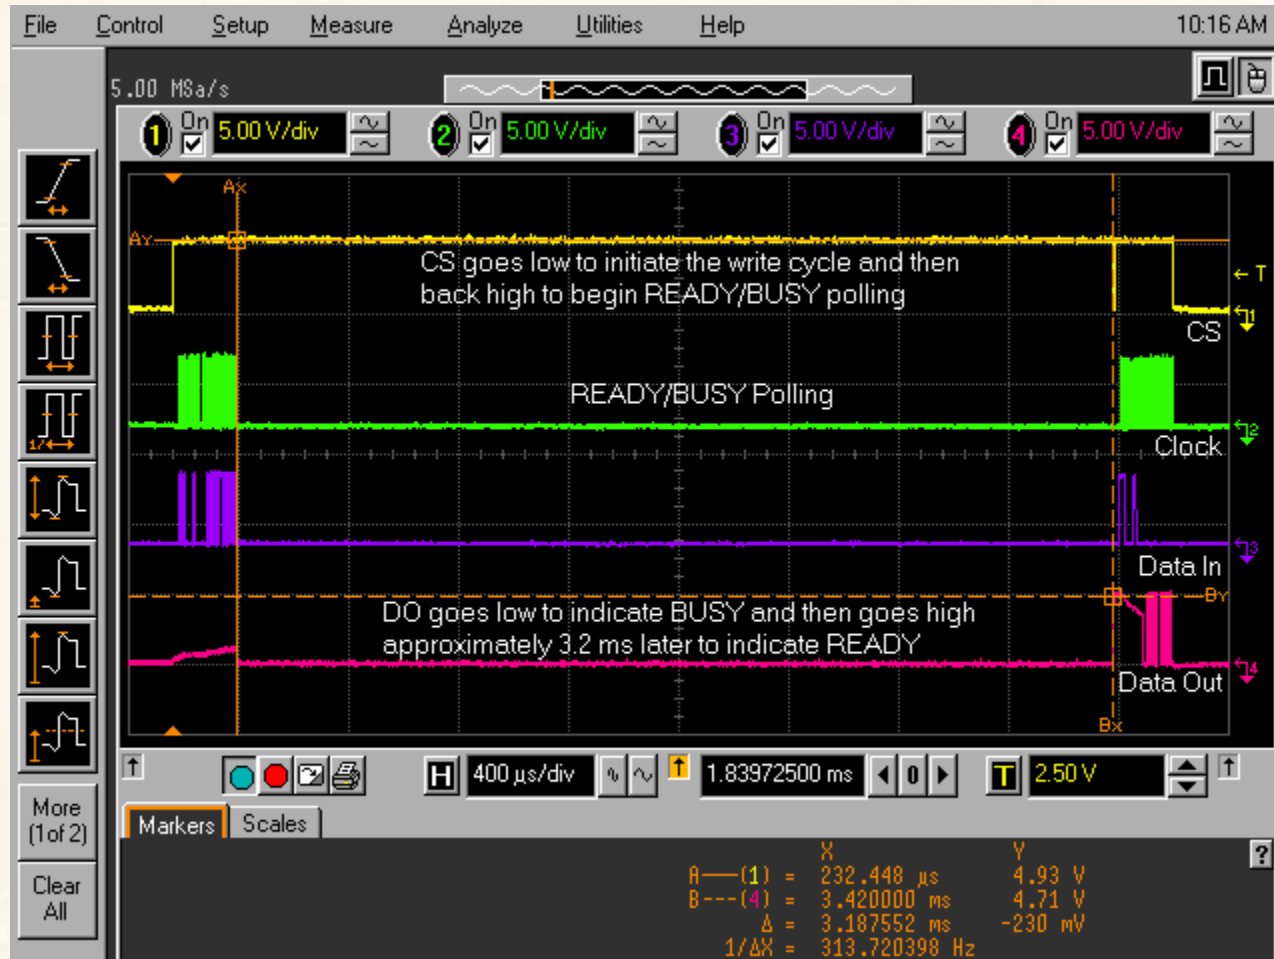 File Control Setup Measure Analyze Utilities Help 10:16 AM
5.00 MSa/s
1 On 5.00 V/div 2 On 5.00 V/div 3 On 5.00 V/div 4 On 5.00 V/div
Ax
Ay
CS goes low to initiate the write cycle and then
back high to begin READY/BUSY polling
T
1
CS
READY/BUSY Polling
2
Clock
1/
3
Data In
DO goes low to indicate BUSY and then goes high
approximately 3.2 ms later to indicate READY
By
4
Data Out
Bx
H 400 µs/div 1.83972500 ms 0 T 2.50 V
More
(1of 2)
Markers Scales
?
Clear
All
X Y
A——(1) = 232.448 µs 4.93 V
B---(4) = 3.420000 ms 4.71 V
Δ = 3.187552 ms -230 mV
1/ΔX = 313.720398 Hz